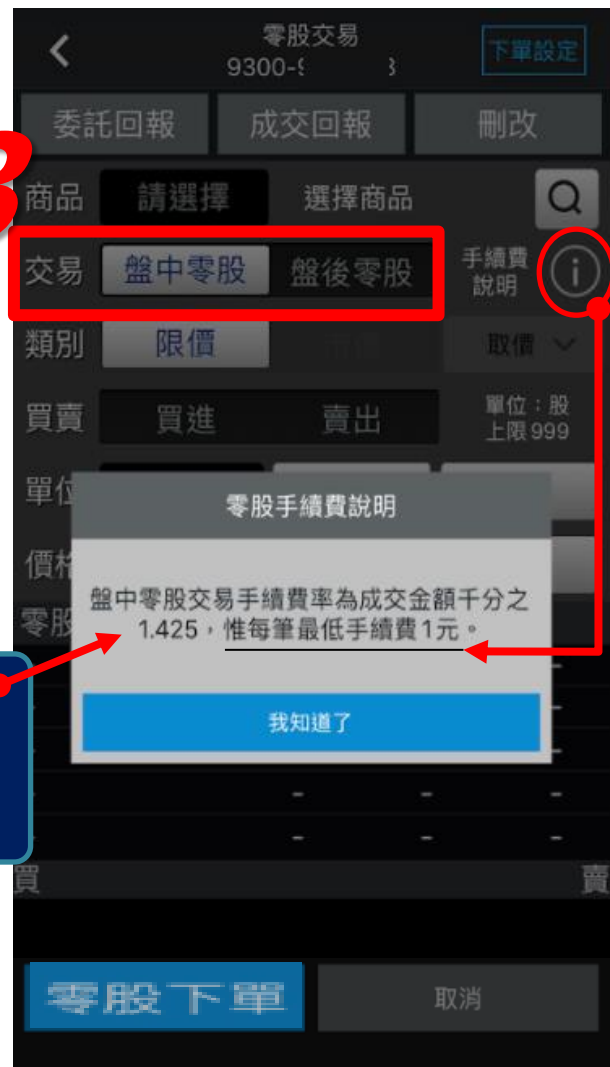 零股交易
9300-9 3
下單設定
委託回報 成交回報 刪改
3
商品 請選擇 選擇商品
交易 盤中零股 盤後零股 手續費
說明
類別 限價 取價
買賣 買進 賣出 單位：股
上限 999
單位
零股手續費說明
價格
盤中零股交易手續費率為成交金額千分之
零股
1.425，惟每筆最低手續費1元。
我知道了
- - -
- - -
買 賣
零股下單 取消